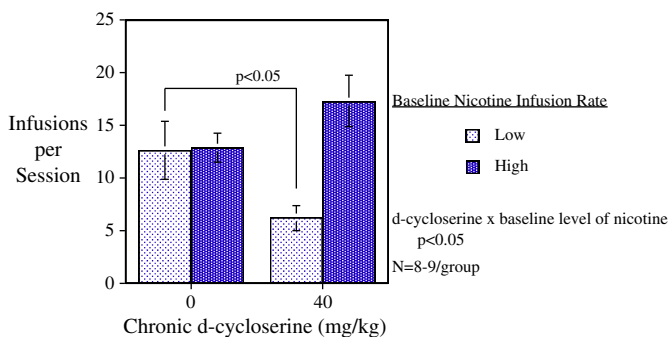 25
20
15
10
5
0
Infusions
per
Session
p<0.05
0
40
Chronic d-cycloserine (mg/kg)
Baseline Nicotine Infusion Rate
Low
High
d-cycloserine x baseline level of nicotine
p<0.05
N=8-9/group